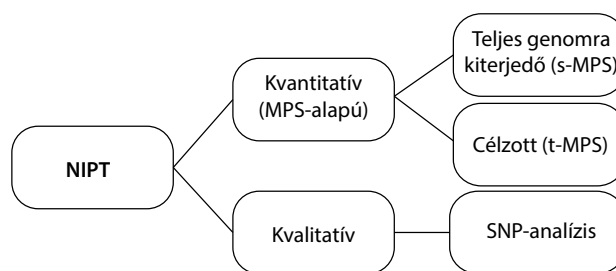 Teljes genomra
kiterjedő (s-MPS)
Kvantitatív
(MPS-alapú)
Célzott (t-MPS)
NIPT
Kvalitatív
SNP-analízis